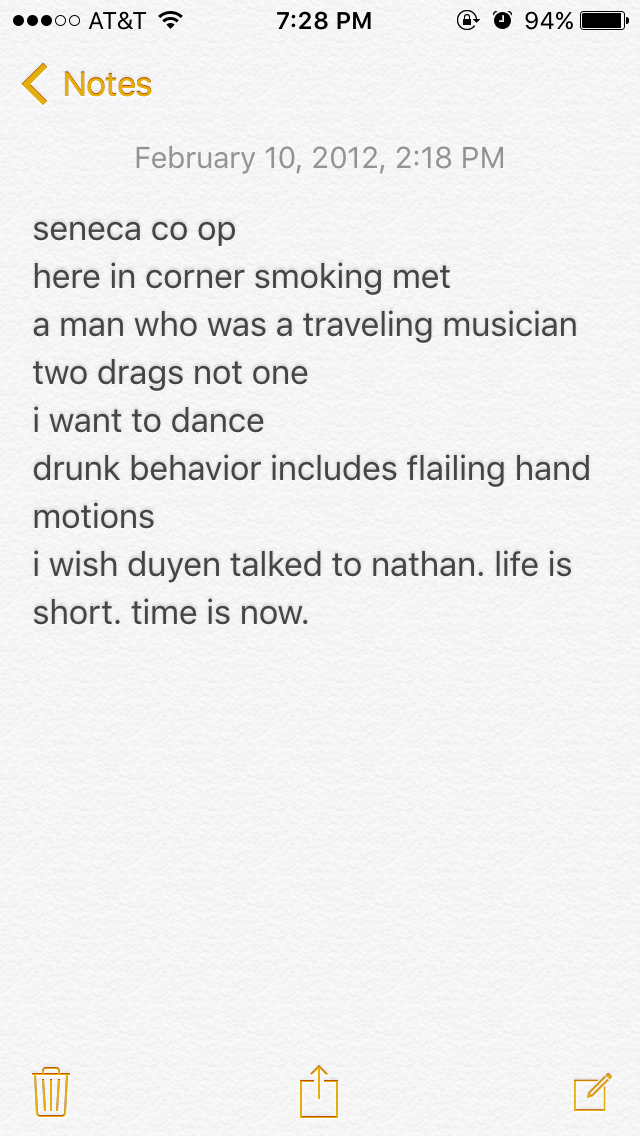 AT&T 7:28 PM 94%
Notes
February 10, 2012, 2:18 PM
seneca co op
here in corner smoking met
a man who was a traveling musician
two drags not one
i want to dance
drunk behavior includes flailing hand
motions
i wish duyen talked to nathan. life is
short. time is now.